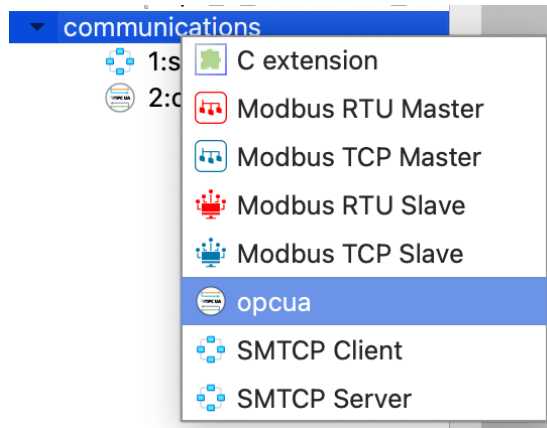 communications
1:s
C extension
2:
Modbus RTU Master
Modbus TCP Master
Modbus RTU Slave
Modbus TCP Slave
opcua
SMTCP Client
SMTCP Server